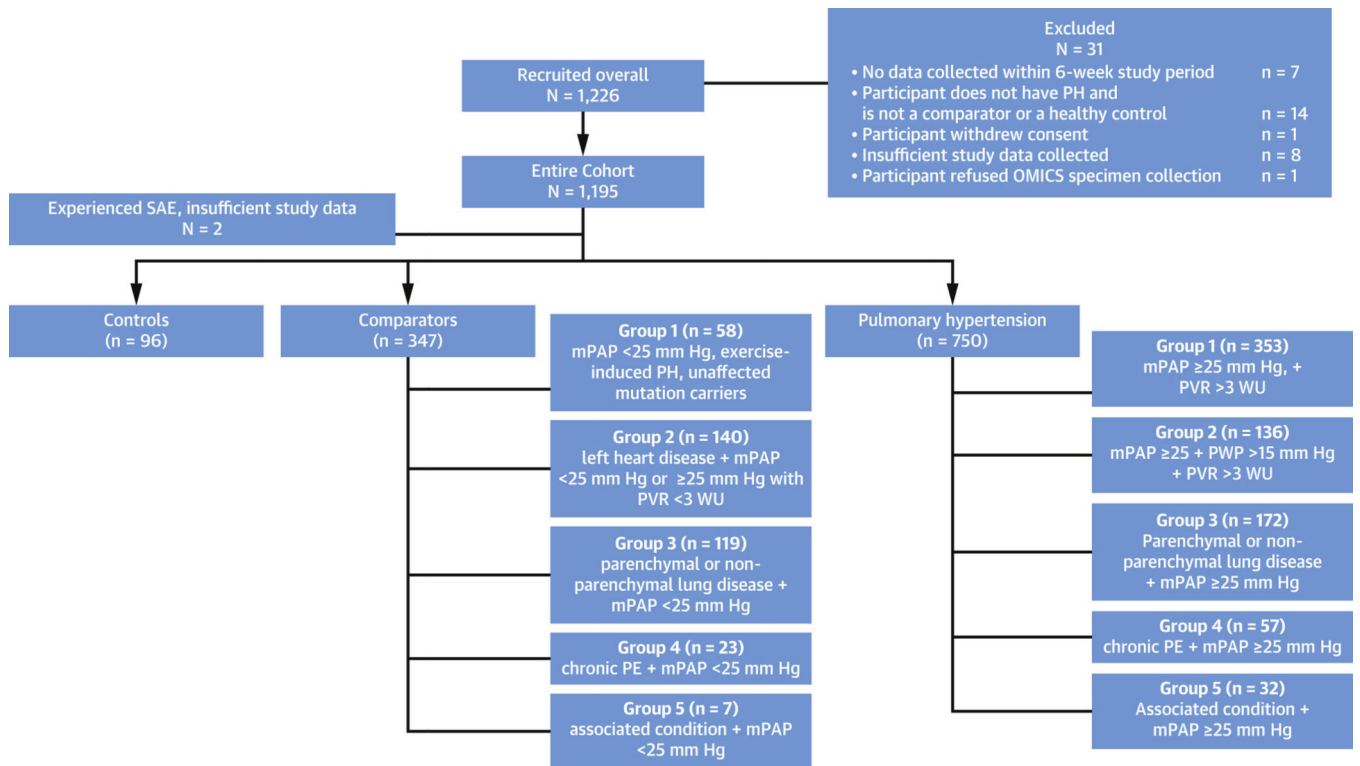 Recruited overall
N = 1,226
Excluded
N = 31
• No data collected within 6-week study period n = 7
• Participant does not have PH and
is not a comparator or a healthy control n = 14
• Participant withdrew consent n = 1
• Insufficient study data collected n = 8
• Participant refused OMICS specimen collection n = 1
Entire Cohort
N = 1,195
Experienced SAE, insufficient study data
N = 2
Controls
(n = 96)
Comparators
(n = 347)
Group 1 (n = 58)
mPAP <25 mm Hg, exercise-
induced PH, unaffected
mutation carriers
Group 2 (n = 140)
left heart disease + mPAP
<25 mm Hg or ≥25 mm Hg with
PVR <3 WU
Group 3 (n = 119)
parenchymal or non-
parenchymal lung disease +
mPAP <25 mm Hg
Group 4 (n = 23)
chronic PE + mPAP <25 mm Hg
Group 5 (n = 7)
associated condition + mPAP
<25 mm Hg
Pulmonary hypertension
(n = 750)
Group 1 (n = 353)
mPAP ≥25 mm Hg, +
PVR >3 WU
Group 2 (n = 136)
mPAP ≥25 + PWP >15 mm Hg
+ PVR >3 WU
Group 3 (n = 172)
Parenchymal or non-
parenchymal lung disease
+ mPAP ≥25 mm Hg
Group 4 (n = 57)
chronic PE + mPAP ≥25 mm Hg
Group 5 (n = 32)
Associated condition +
mPAP ≥25 mm Hg